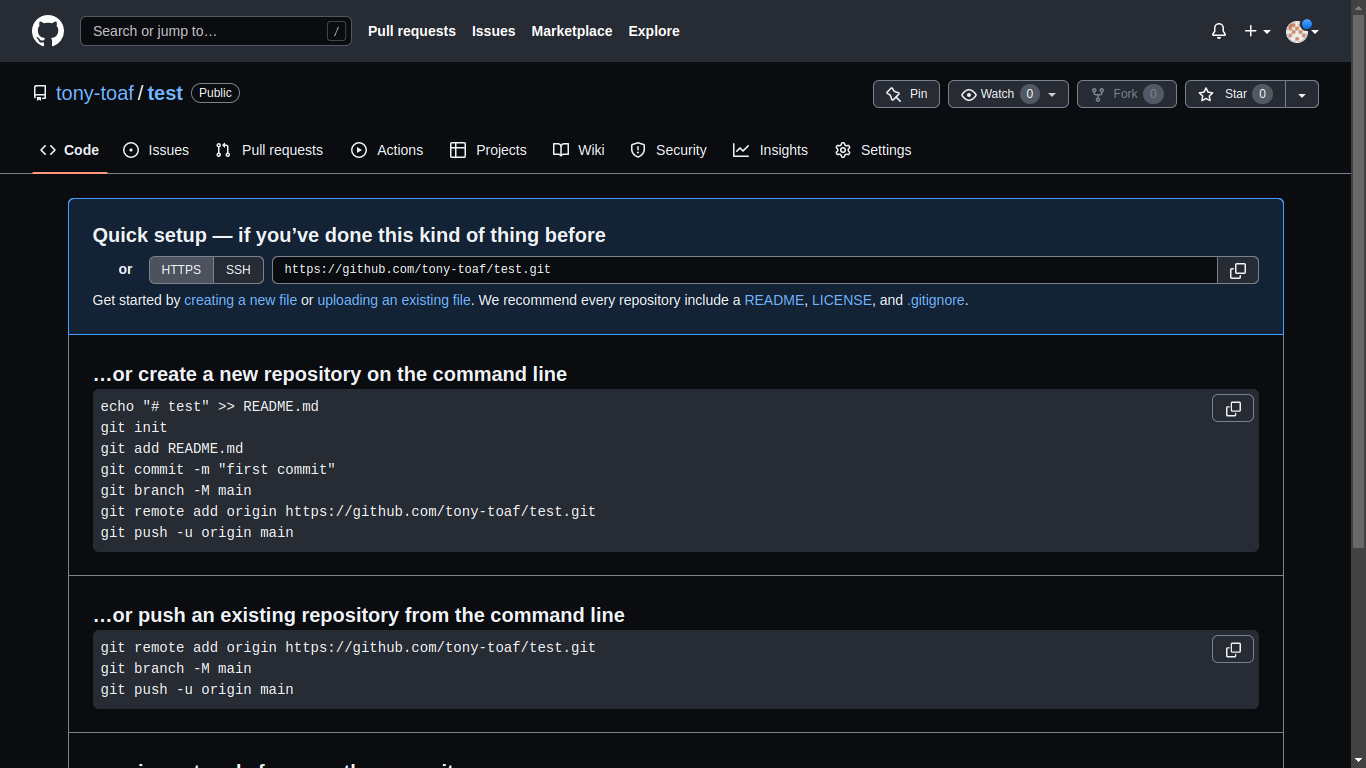 Search or jump to… /
Pull requests Issues Marketplace Explore
tony-toaf / test Public
Pin Watch 0 Fork 0 Star 0
Code Issues Pull requests Actions Projects Wiki Security Insights Settings
Quick setup — if you’ve done this kind of thing before
or HTTPS SSH https://github.com/tony-toaf/test.git
Get started by creating a new file or uploading an existing file. We recommend every repository include a README, LICENSE, and .gitignore.
…or create a new repository on the command line
echo "# test" >> README.md
git init
git add README.md
git commit -m "first commit"
git branch -M main
git remote add origin https://github.com/tony-toaf/test.git
git push -u origin main
…or push an existing repository from the command line
git remote add origin https://github.com/tony-toaf/test.git
git branch -M main
git push -u origin main